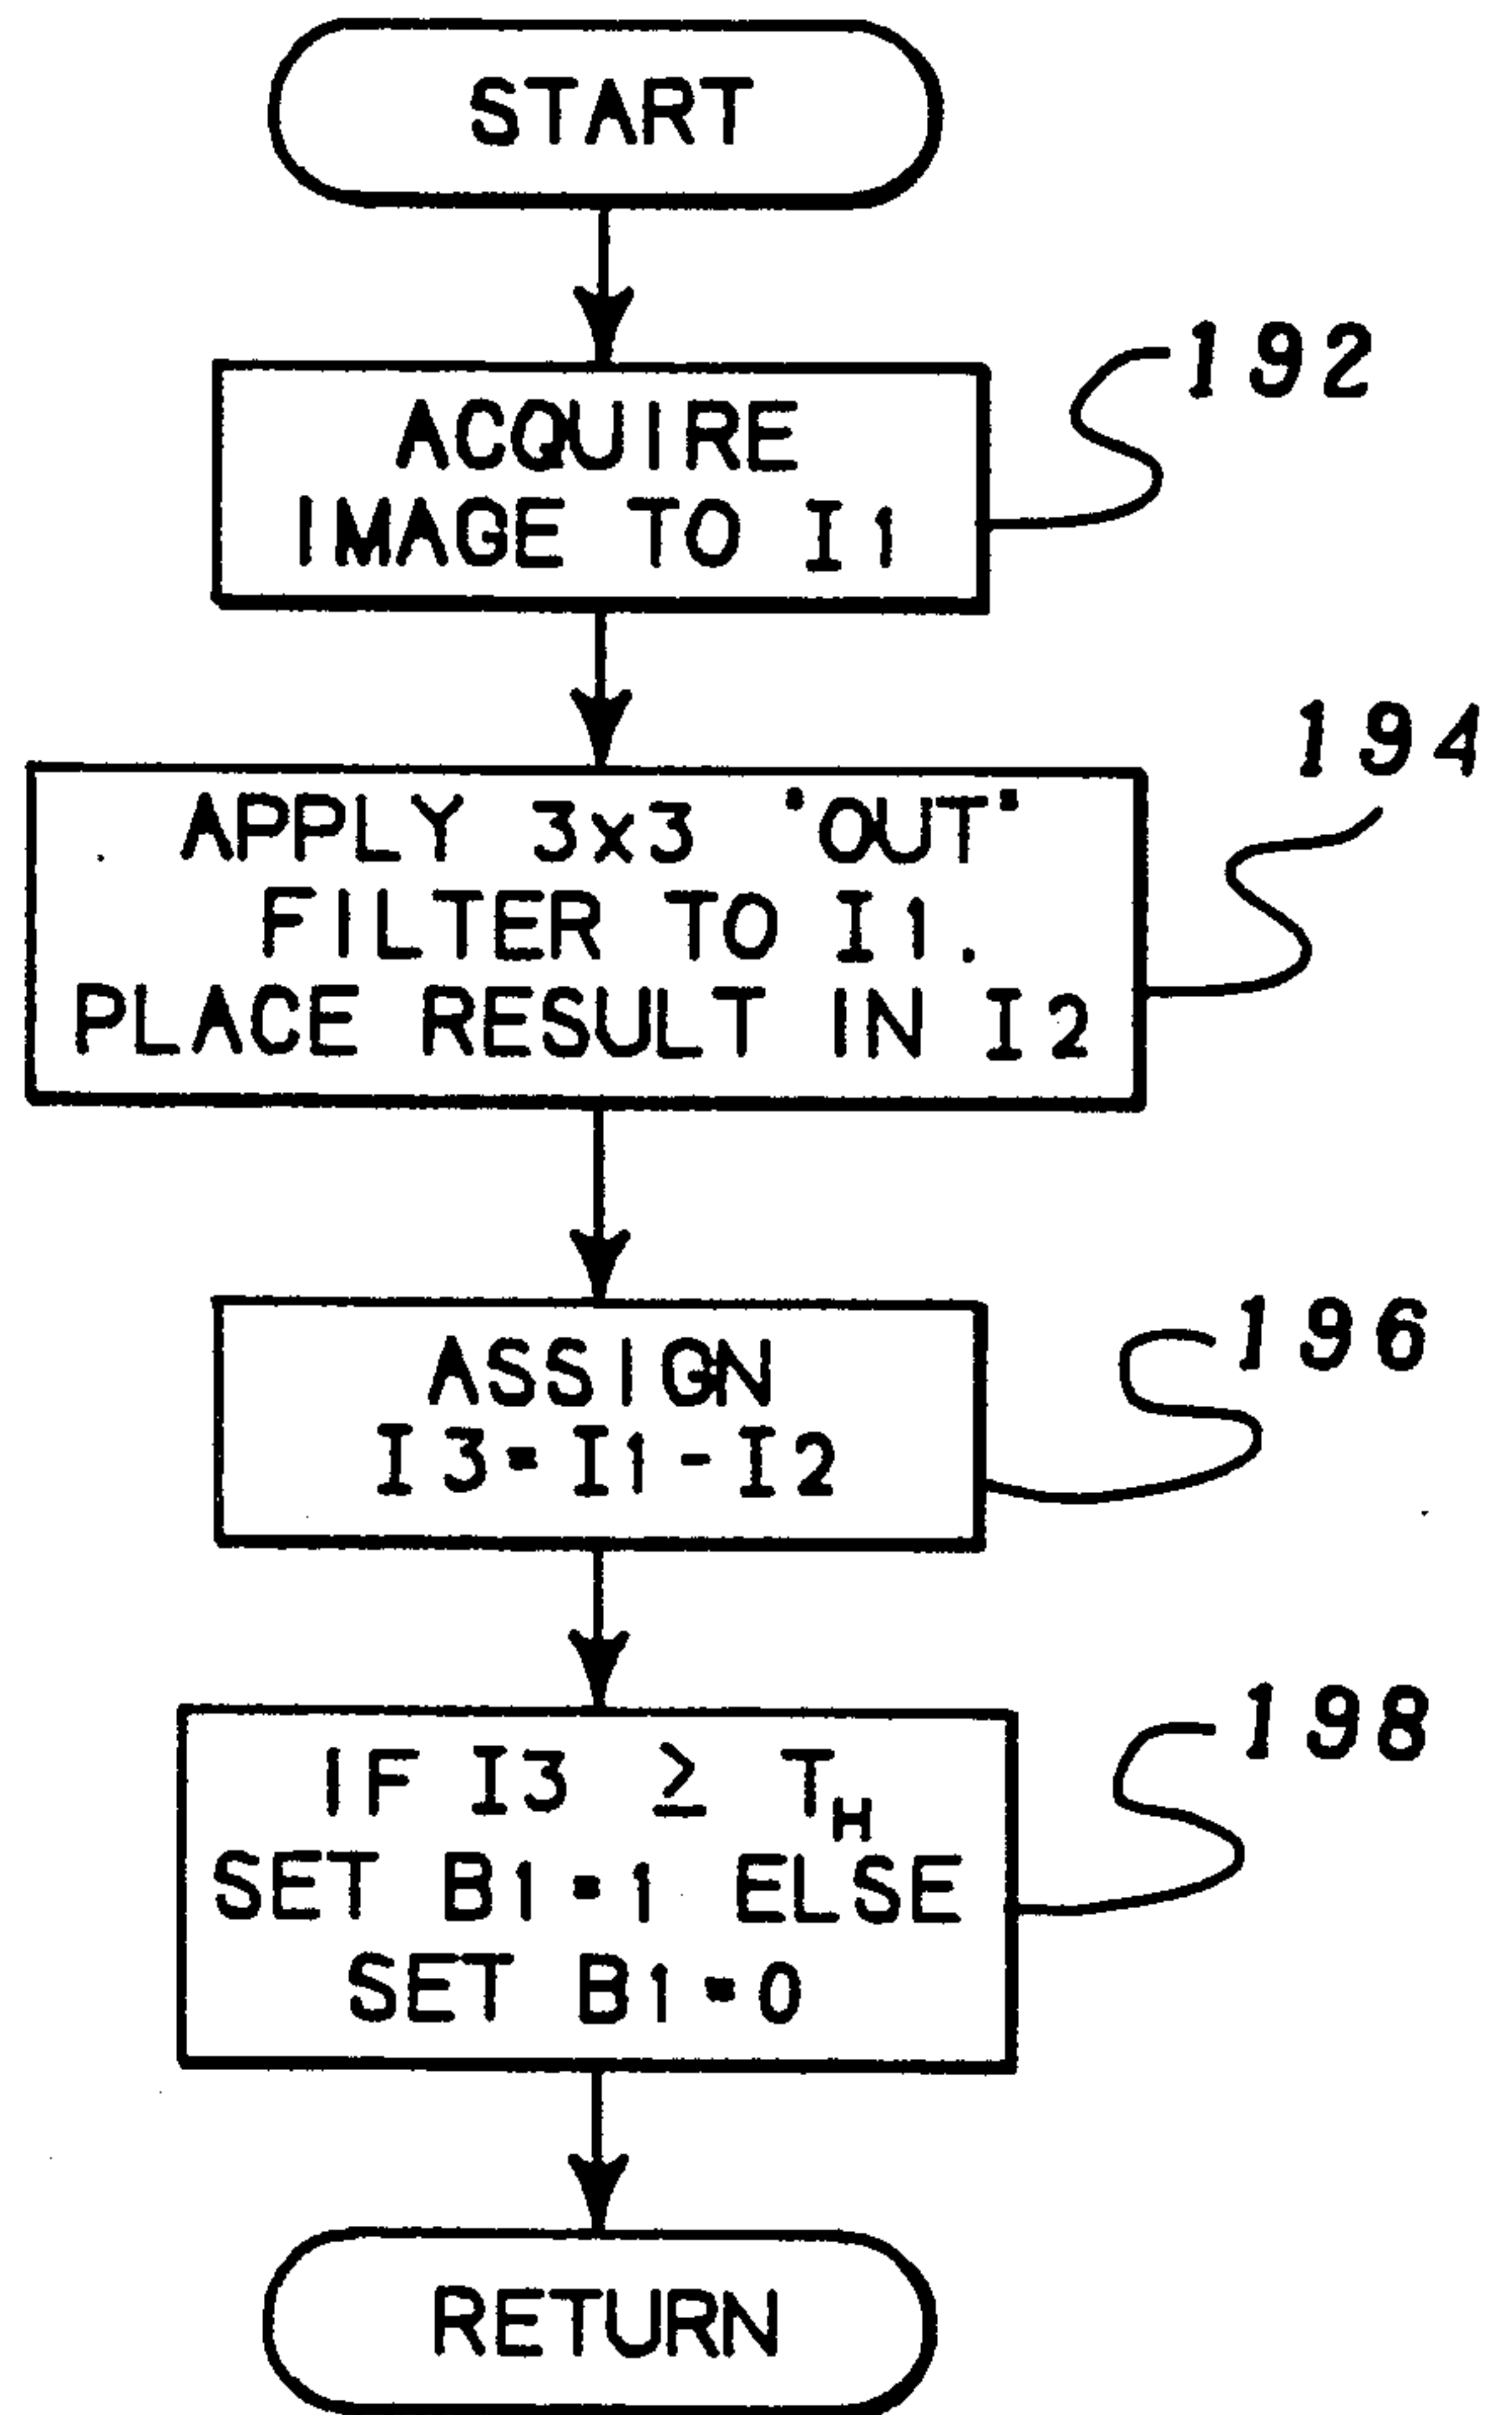 START
192
ACQUIRE
IMAGE TO I1
194
APPLY 3x3 "OUT"
FILTER TO I1.
PLACE RESULT IN I2
196
ASSIGN
I3=I1-I2
198
IF I3 ≥ TH
SET B1=1 ELSE
SET B1=0
RETURN